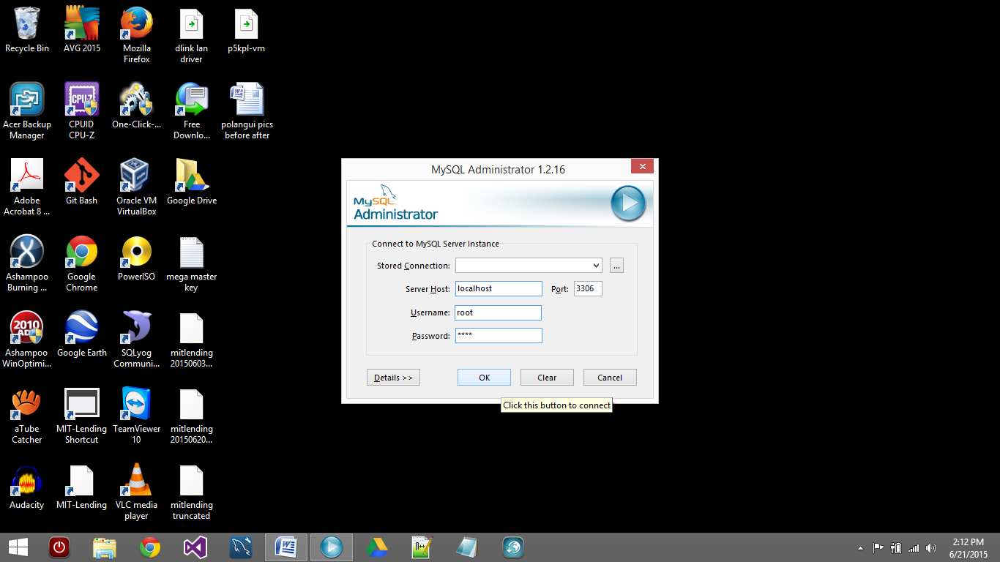 Recycle Bin
AVG 2015
Mozilla
Firefox
dlink lan
driver
p5kpl-vm
Acer Backup
Manager
CPU-Z
CPUID
CPU-Z
One-Click-...
Free
Downlo...
polangui pics
before after
Adobe
Acrobat 8 ...
Git Bash
Oracle VM
VirtualBox
Google Drive
Ashampoo
Burning ...
Google
Chrome
PowerISO
mega master
key
2010
Ashampoo
WinOptimi...
Google Earth
SQLyog
Communi...
mitlending
20150603...
aTube
Catcher
MIT-Lending
Shortcut
TeamViewer
10
mitlending
20150620...
Audacity
MIT-Lending
VLC media
player
mitlending
truncated
MySQL Administrator 1.2.16
MySQL
Administrator
Connect to MySQL Server Instance
Stored Connection:
...
Server Host: localhost Port: 3306
Username: root
Password: ****
Details >> OK Clear Cancel
Click this button to connect
2:12 PM
6/21/2015